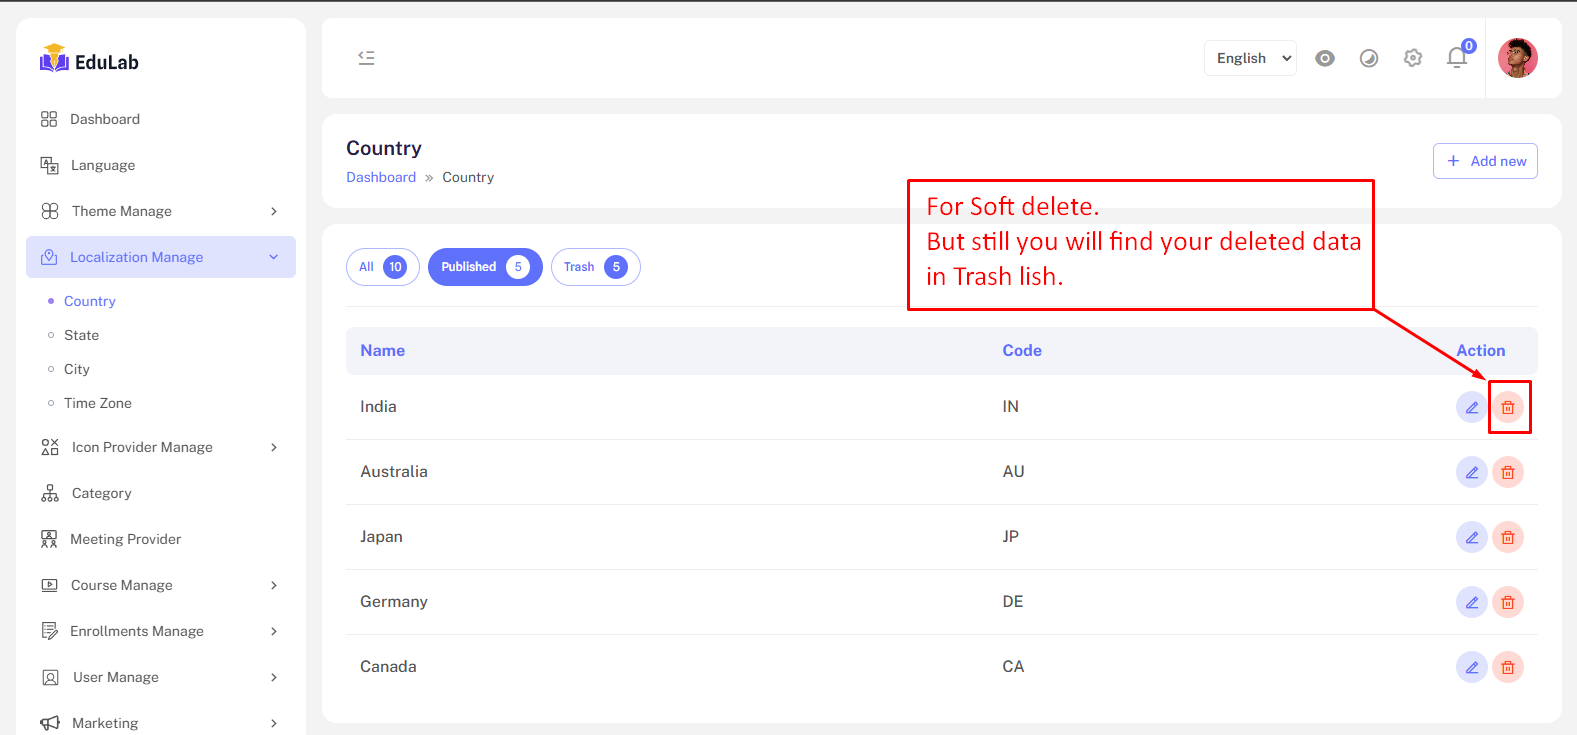 EduLab
Dashboard
Language
Theme Manage
Localization Manage
Country
State
City
Time Zone
Icon Provider Manage
Category
Meeting Provider
Course Manage
Enrollments Manage
User Manage
Marketing
English
0
Country
Dashboard » Country
+ Add new
For Soft delete.
But still you will find your deleted data
in Trash lish.
All 10
Published 5
Trash 5
Name Code Action
India IN
Australia AU
Japan JP
Germany DE
Canada CA